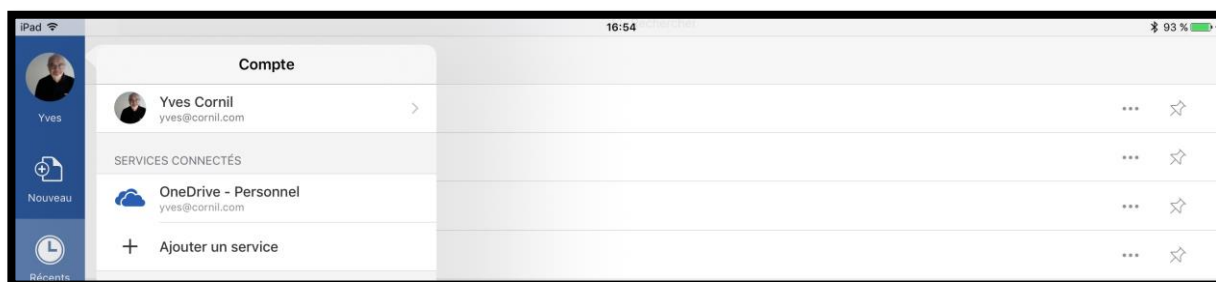 iPad 16:54 93 %
Compte
Yves Cornil
yves@cornil.com
Yves
SERVICES CONNECTÉS
Nouveau
OneDrive - Personnel
yves@cornil.com
Ajouter un service
Récents